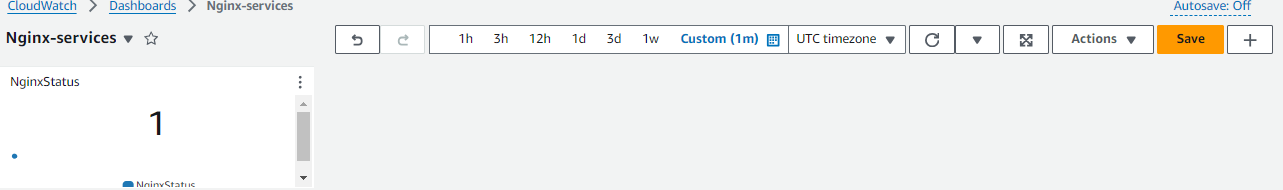 CloudWatch > Dashboards > Nginx-services
Autosave: Off
Nginx-services
1h 3h 12h 1d 3d 1w Custom (1m) UTC timezone Actions Save
NginxStatus
1
NginxStatus